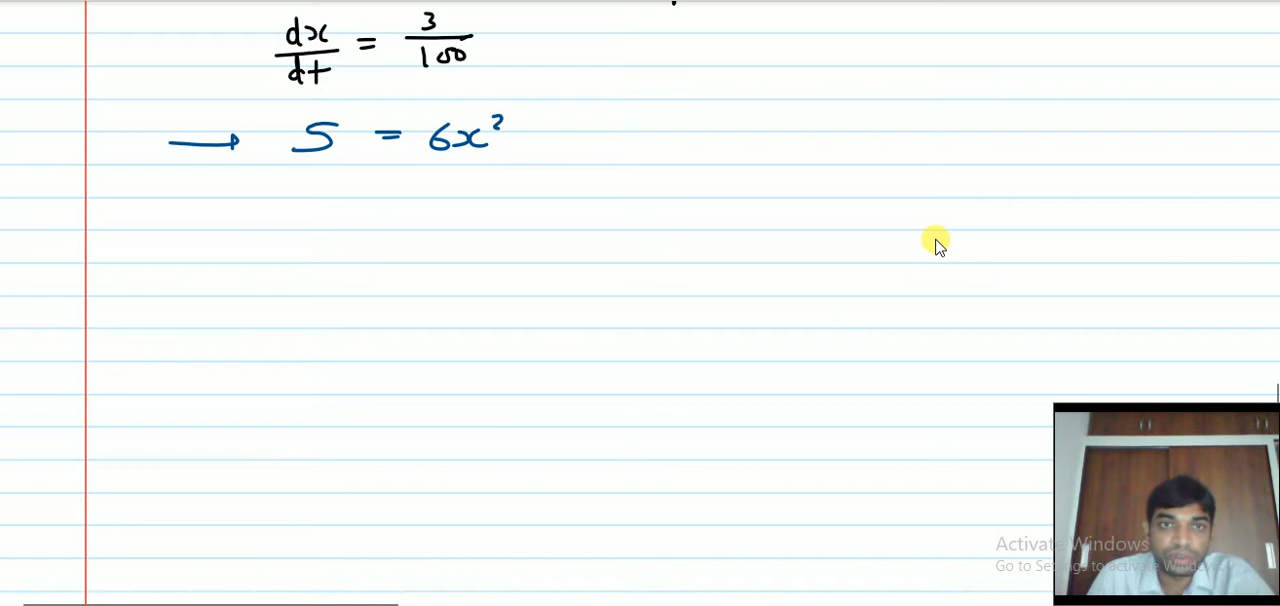 dx/dt = 3/100
→ S = 6x²
Activate Windows
Go to Settings to activate Windows.